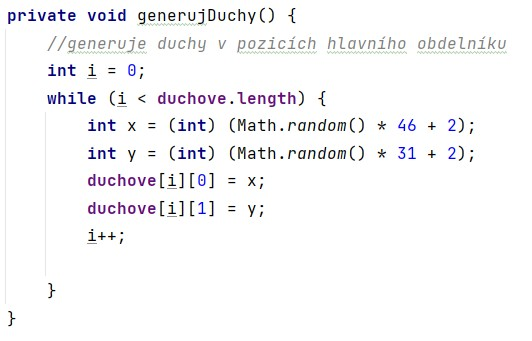 private void generujDuchy() {
    //generuje duchy v pozicích hlavního obdelníku
    int i = 0;
    while (i < duchove.length) {
        int x = (int) (Math.random() * 46 + 2);
        int y = (int) (Math.random() * 31 + 2);
        duchove[i][0] = x;
        duchove[i][1] = y;
        i++;
    }
}